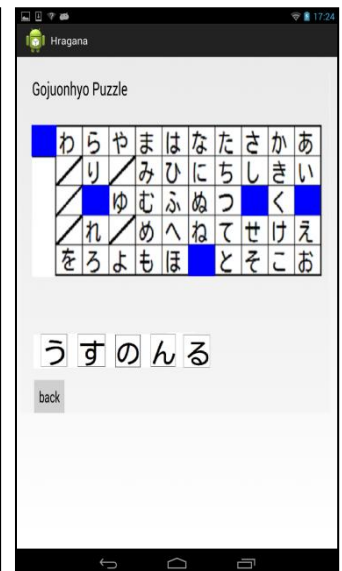 17:24
Hragana
Gojuonhyo Puzzle
わ ら や ま は な た さ か あ
り み ひ に ち し き い
ゆ む ふ ぬ つ く
れ め へ ね て せ け え
を ろ よ も ほ と そ こ お
う す の ん る
back